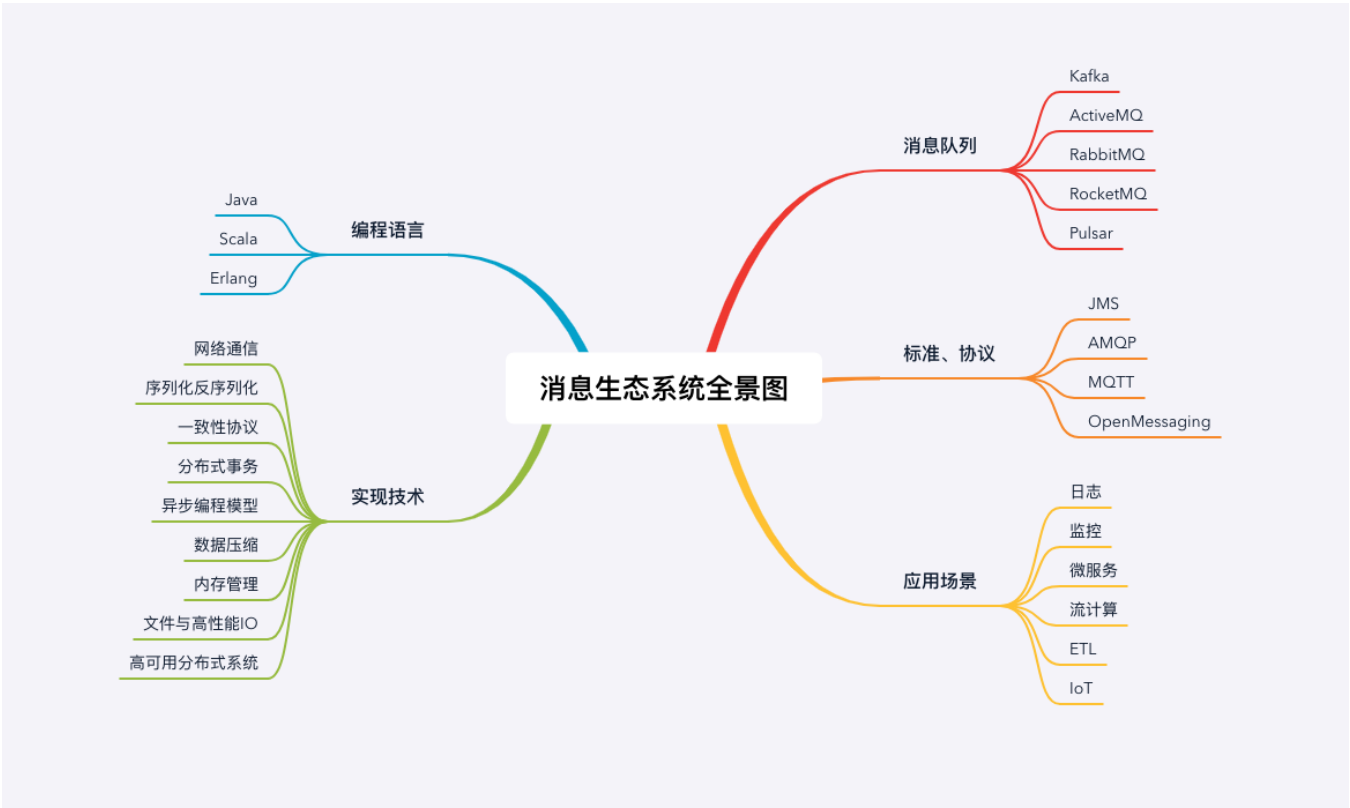 消息生态系统全景图
消息队列
Kafka
ActiveMQ
RabbitMQ
RocketMQ
Pulsar
标准、协议
JMS
AMQP
MQTT
OpenMessaging
应用场景
日志
监控
微服务
流计算
ETL
IoT
编程语言
Java
Scala
Erlang
实现技术
网络通信
序列化反序列化
一致性协议
分布式事务
异步编程模型
数据压缩
内存管理
文件与高性能IO
高可用分布式系统